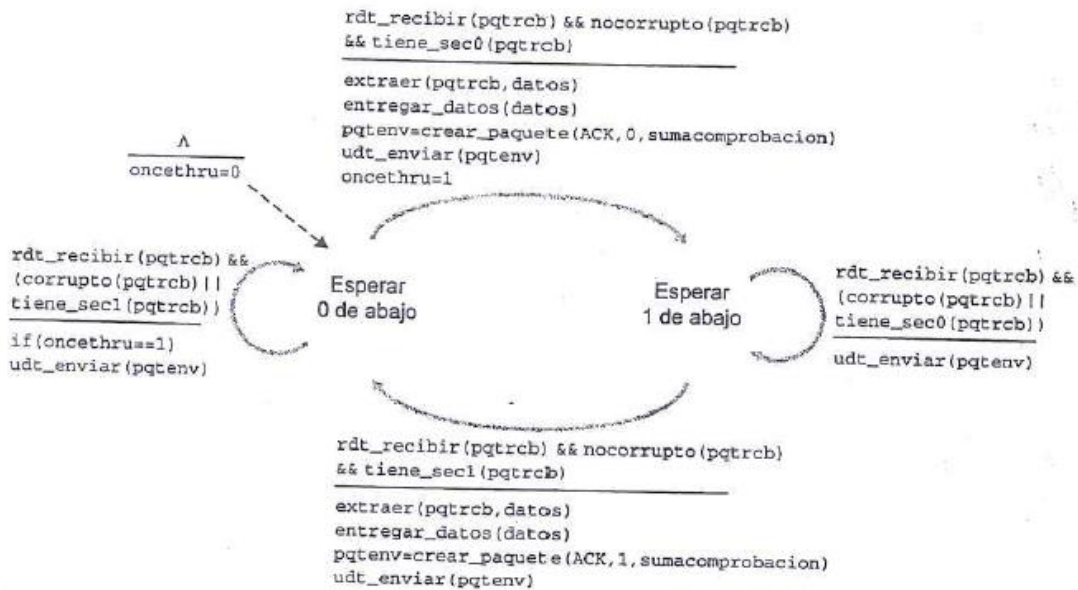 rdt_recibir(pqtrcb) && nocorrupto(pqtrcb)
&& tiene_sec0(pqtrcb)
extraer(pqtrcb,datos)
entregar_datos(datos)
pqtenv=crear_paquete(ACK,0,sumacomprobacion)
udt_enviar(pqtenv)
oncethru=1
Λ
oncethru=0
rdt_recibir(pqtrcb) &&
(corrupto(pqtrcb)||
tiene_sec1(pqtrcb))
if(oncethru==1)
udt_enviar(pqtenv)
Esperar
0 de abajo
Esperar
1 de abajo
rdt_recibir(pqtrcb) &&
(corrupto(pqtrcb)||
tiene_sec0(pqtrcb))
udt_enviar(pqtenv)
rdt_recibir(pqtrcb) && nocorrupto(pqtrcb)
&& tiene_sec1(pqtrcb)
extraer(pqtrcb,datos)
entregar_datos(datos)
pqtenv=crear_paquete(ACK,1,sumacomprobacion)
udt_enviar(pqtenv)